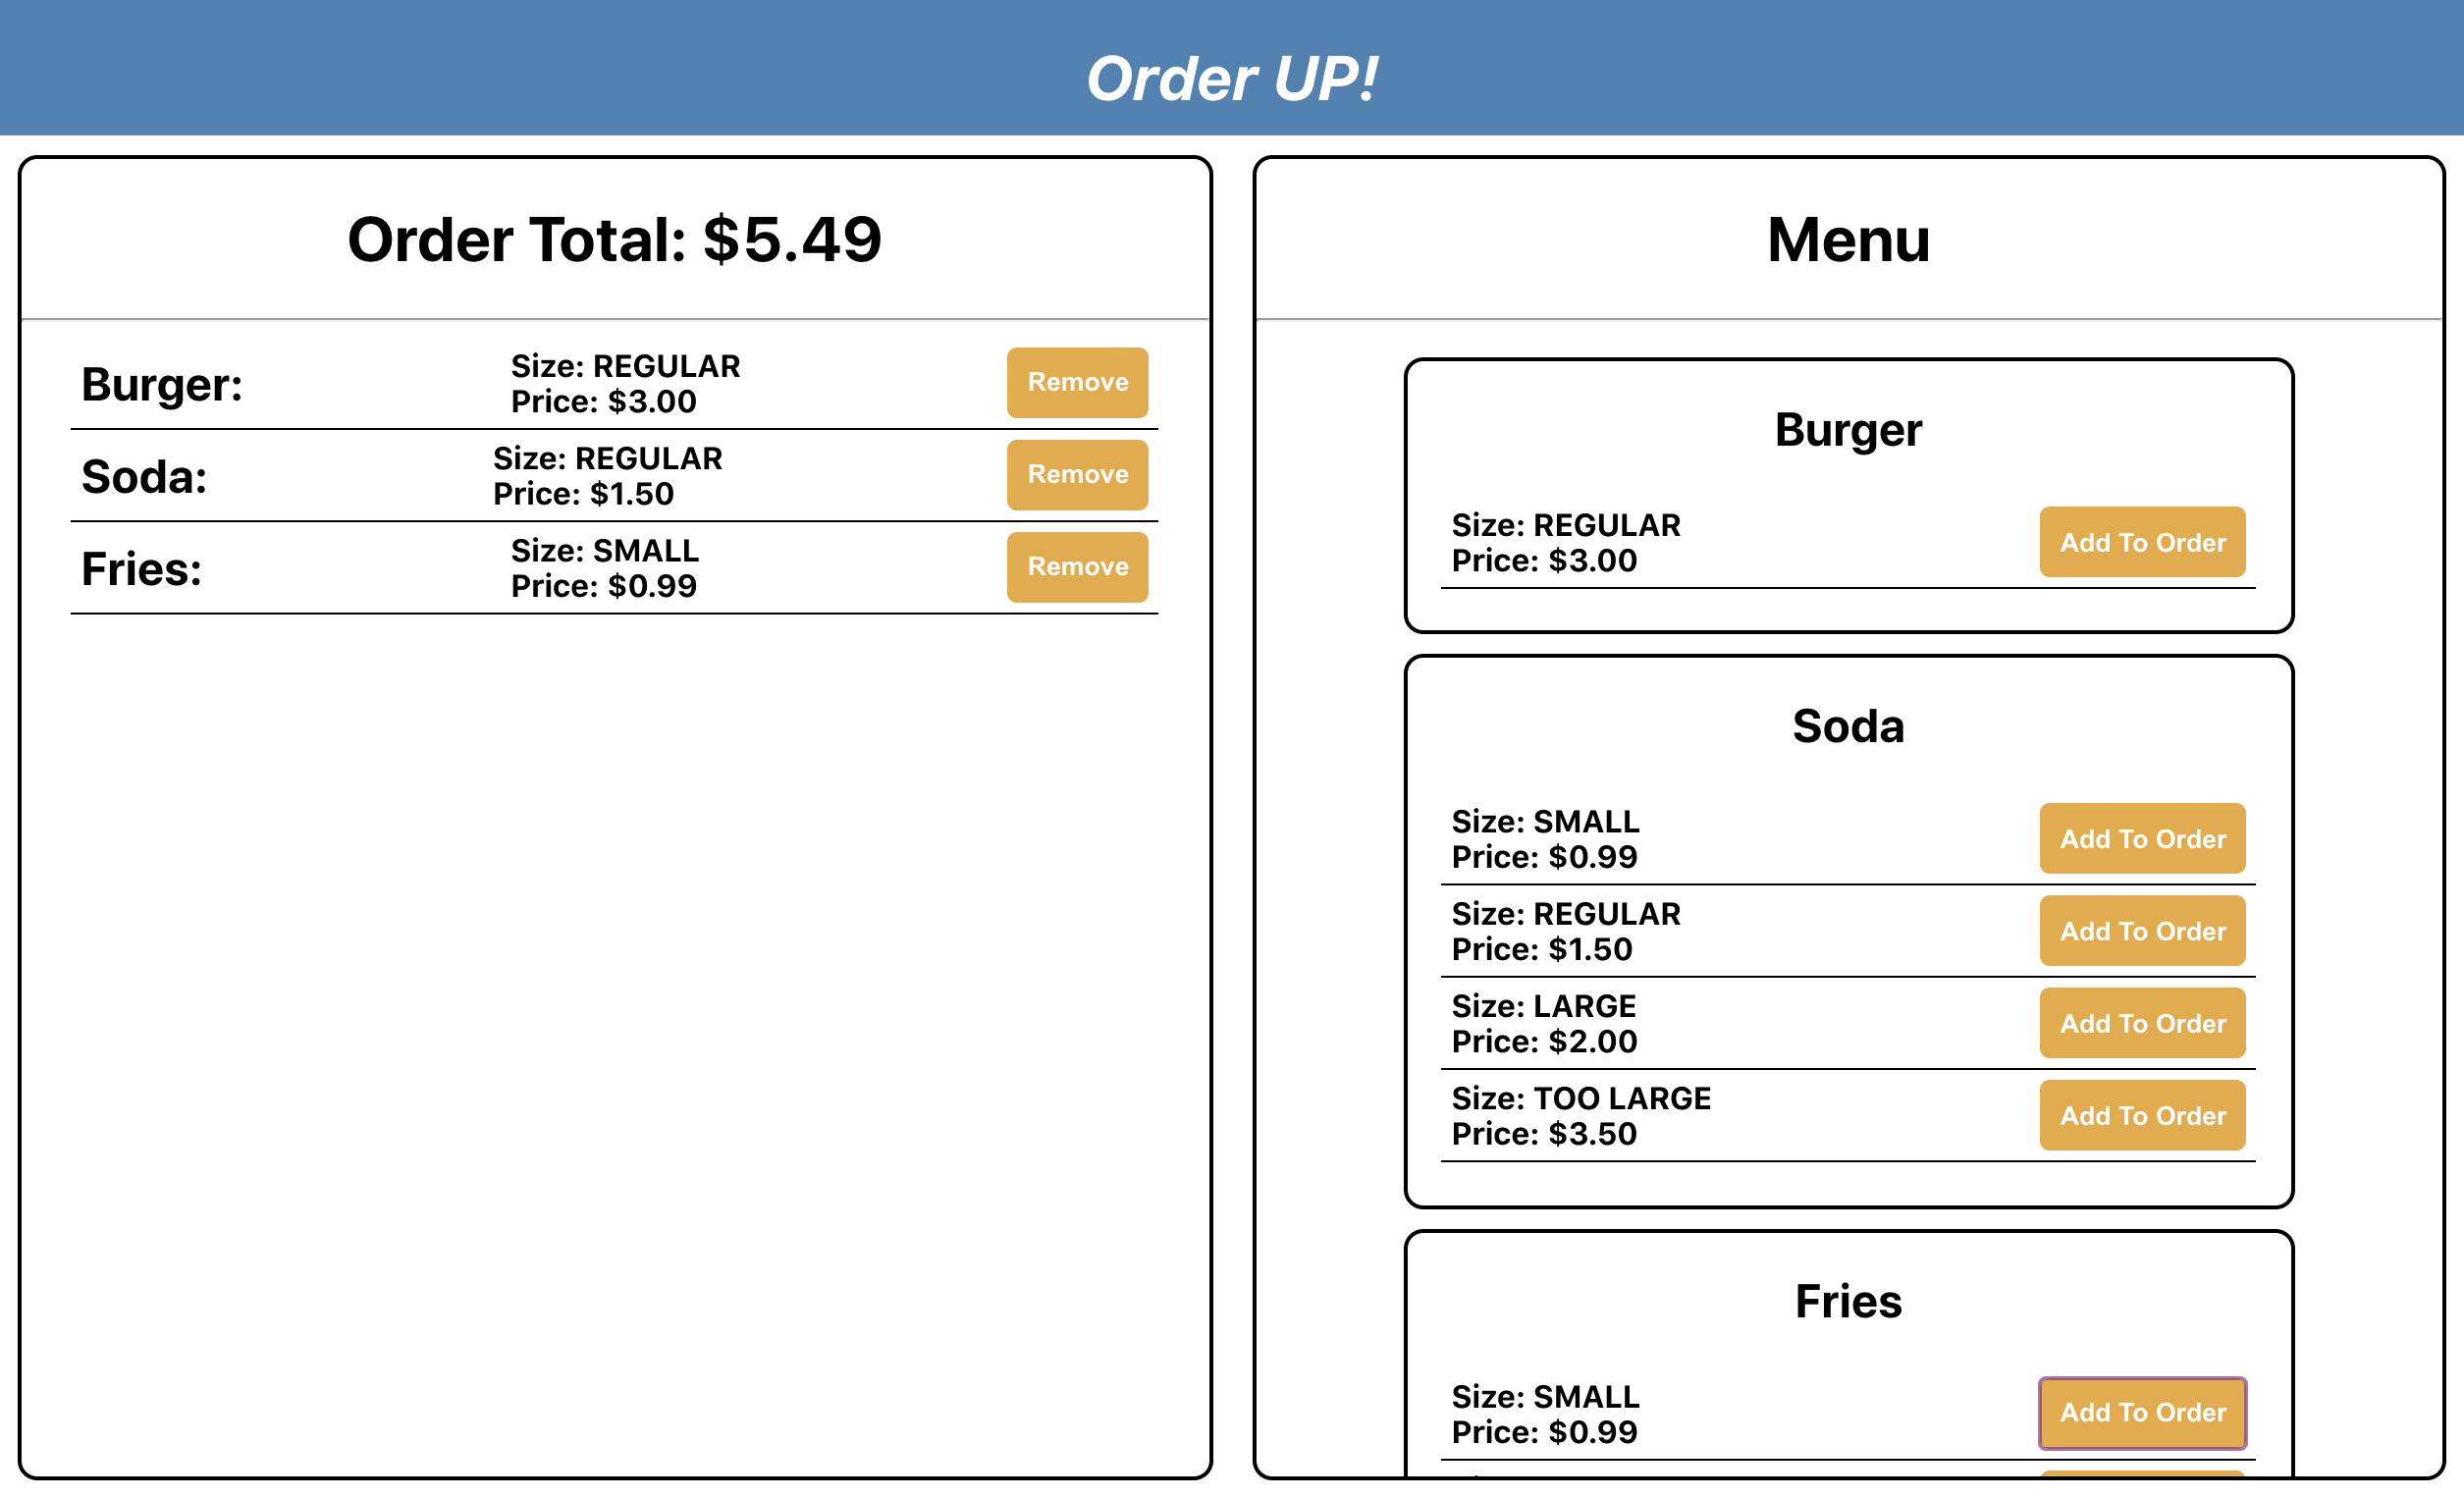 Order UP!
Order Total: $5.49
Burger:
Size: REGULAR
Price: $3.00
Remove
Soda:
Size: REGULAR
Price: $1.50
Remove
Fries:
Size: SMALL
Price: $0.99
Remove
Menu
Burger
Size: REGULAR
Price: $3.00
Add To Order
Soda
Size: SMALL
Price: $0.99
Add To Order
Size: REGULAR
Price: $1.50
Add To Order
Size: LARGE
Price: $2.00
Add To Order
Size: TOO LARGE
Price: $3.50
Add To Order
Fries
Size: SMALL
Price: $0.99
Add To Order